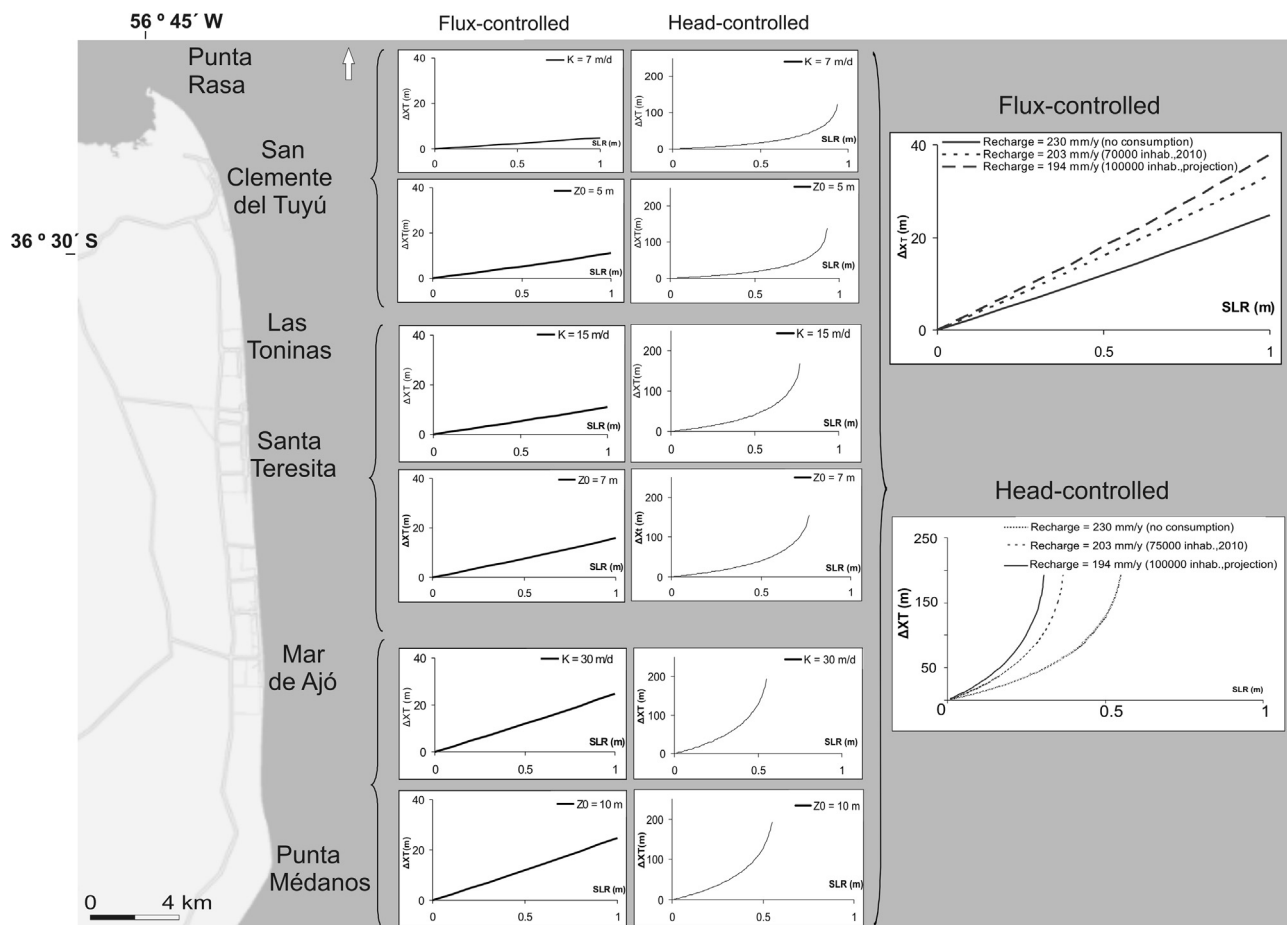 56 º 45´ W
Flux-controlled
Head-controlled
Punta
Rasa
San
Clemente
del Tuyú
36 º 30´ S
Las
Toninas
Santa
Teresita
Mar
de Ajó
Punta
Médanos
0 4 km
K = 7 m/d
ΔXT (m)
40
20
0
SLR (m)
0 0.5 1
K = 7 m/d
ΔXT (m)
200
100
0
SLR (m)
0 0.5 1
Z0 = 5 m
ΔXT(m)
40
20
0
SLR (m)
0 0.5 1
Z0 = 5 m
ΔXT(m)
200
100
0
SLR (m)
0 0.5 1
K = 15 m/d
ΔXT (m)
40
20
0
SLR (m)
0 0.5 1
K = 15 m/d
ΔXT(m)
200
100
0
SLR (m)
0 0.5 1
Z0 = 7 m
ΔXT(m)
40
20
0
SLR (m)
0 0.5 1
Z0 = 7 m
ΔXt (m)
200
100
0
SLR (m)
0 0.5 1
K = 30 m/d
ΔXT (m)
40
20
0
SLR (m)
0 0.5 1
K = 30 m/d
ΔXT (m)
200
100
0
SLR (m)
0 0.5 1
Z0 = 10 m
ΔXT(m)
40
20
0
SLR (m)
0 0.5 1
Z0 = 10 m
ΔXT(m)
200
100
0
SLR (m)
0 0.5 1
Flux-controlled
Recharge = 230 mm/y (no consumption)
Recharge = 203 mm/y (70000 inhab.,2010)
Recharge = 194 mm/y (100000 inhab.,projection)
Δx T (m)
40
20
0
SLR (m)
0 0.5 1
Head-controlled
Recharge = 230 mm/y (no consumption)
Recharge = 203 mm/y (75000 inhab.,2010)
Recharge = 194 mm/y (100000 inhab.,projection)
ΔXT (m)
250
150
50
SLR (m)
0 0.5 1